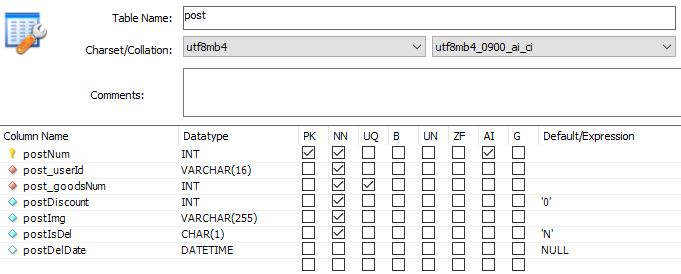 Table Name: post
Charset/Collation: utf8mb4 utf8mb4_0900_ai_ci
Comments:
Column Name Datatype PK NN UQ B UN ZF AI G Default/Expression
postNum INT
post_userId VARCHAR(16)
post_goodsNum INT
postDiscount INT '0'
postImg VARCHAR(255)
postIsDel CHAR(1) 'N'
postDelDate DATETIME NULL